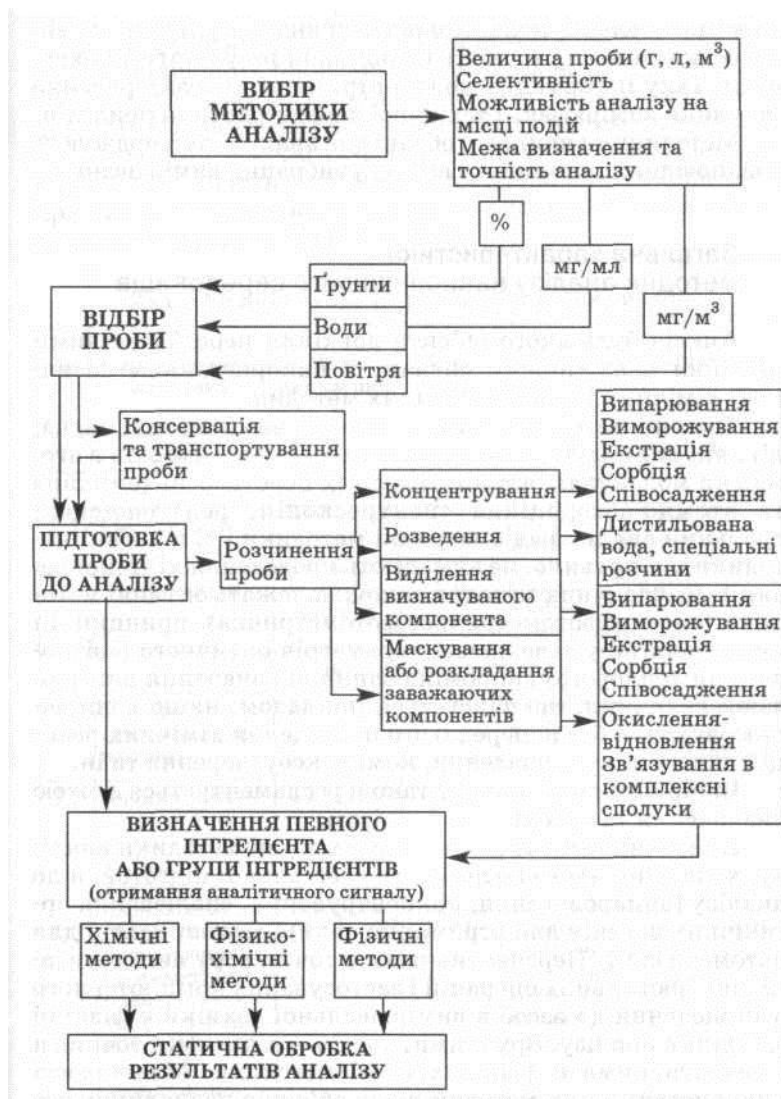 ВИБІР
МЕТОДИКИ
АНАЛІЗУ
Величина проби (г, л, м³)
Селективність
Можливість аналізу на
місці подій
Межа визначення та
точність аналізу
%
мг/мл
мг/м³
Ґрунти
Води
Повітря
ВІДБІР
ПРОБИ
Консервація
та транспортування
проби
ПІДГОТОВКА
ПРОБИ
ДО АНАЛІЗУ
Розчинення
проби
Концентрування
Розведення
Виділення
визначуваного
компонента
Маскування
або розкладання
заважаючих
компонентів
Випарювання
Виморожування
Екстрація
Сорбція
Співосадження
Дистильована
вода, спеціальні
розчини
Випарювання
Виморожування
Екстрація
Сорбція
Співосадження
Окислення-
відновлення
Зв'язування в
комплексні
сполуки
ВИЗНАЧЕННЯ ПЕВНОГО
ІНГРЕДІЄНТА
АБО ГРУПИ ІНГРЕДІЄНТІВ
(оцінка аналітичного сигналу)
Хімічні
методи
Фізико-
хімічні
методи
Фізичні
методи
СТАТИЧНА ОБРОБКА
РЕЗУЛЬТАТІВ АНАЛІЗУ